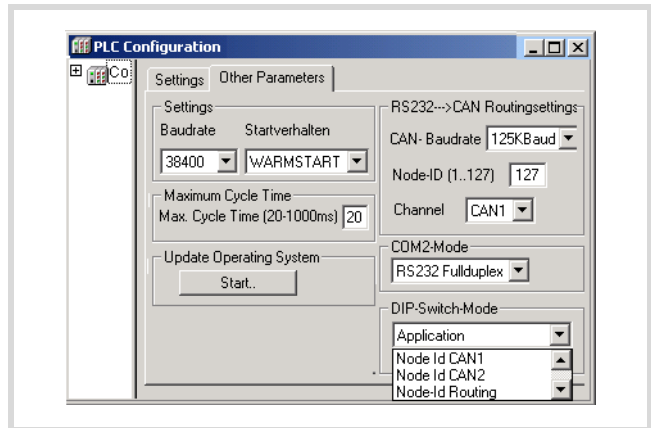 PLC Configuration
Co
Settings Other Parameters
Settings
Baudrate Startverhalten
38400 WARMSTART
Maximum Cycle Time
Max. Cycle Time (20-1000ms) 20
Update Operating System
Start..
RS232--->CAN Routingsettings
CAN- Baudrate 125KBaud
Node-ID (1..127) 127
Channel CAN1
COM2-Mode
RS232 Fullduplex
DIP-Switch-Mode
Application
Node Id CAN1
Node Id CAN2
Node-Id Routing